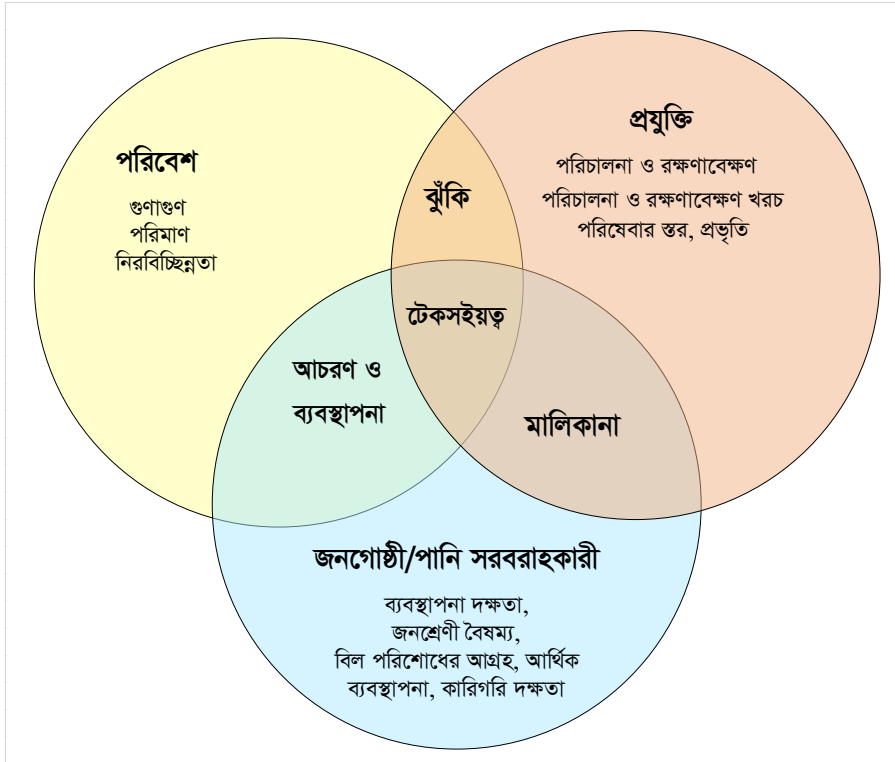 পরিবেশ
গুণাগুণ
পরিমাণ
নিরবিচ্ছিন্নতা
ঝুঁকি
প্রযুক্তি
পরিচালনা ও রক্ষণাবেক্ষণ
পরিচালনা ও রক্ষণাবেক্ষণ খরচ
পরিষেবার স্তর, প্রভৃতি
টেকসইয়ত্ব
আচরণ ও
ব্যবস্থাপনা
মালিকানা
জনগোষ্ঠী/পানি সরবরাহকারী
ব্যবস্থাপনা দক্ষতা,
জনশ্রেণী বৈষম্য,
বিল পরিশোধের আগ্রহ, আর্থিক
ব্যবস্থাপনা, কারিগরি দক্ষতা